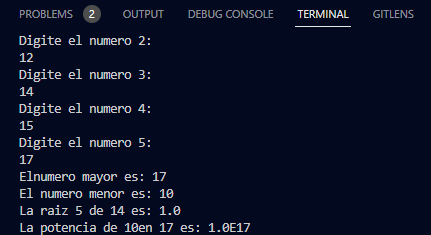 PROBLEMS 2 OUTPUT DEBUG CONSOLE TERMINAL GITLENS
Digite el numero 2:
12
Digite el numero 3:
14
Digite el numero 4:
15
Digite el numero 5:
17
Elnumero mayor es: 17
El numero menor es: 10
La raiz 5 de 14 es: 1.0
La potencia de 10en 17 es: 1.0E17